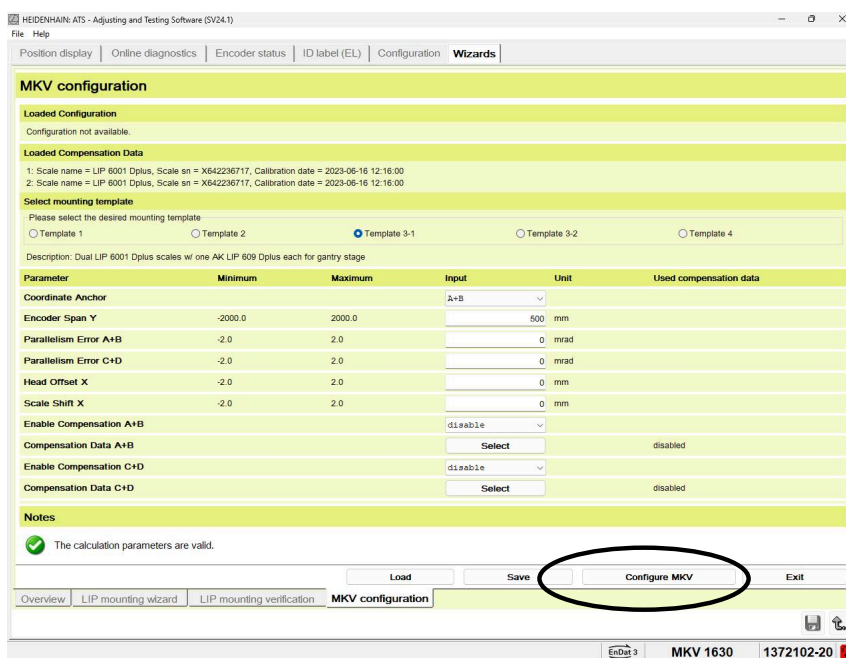 HEIDENHAIN: ATS - Adjusting and Testing Software (SV24.1)
File Help
Position display Online diagnostics Encoder status ID label (EL) Configuration Wizards
MKV configuration
Loaded Configuration
Configuration not available.
Loaded Compensation Data
1: Scale name = LIP 6001 Dplus, Scale sn = X642236717, Calibration date = 2023-06-16 12:16:00
2: Scale name = LIP 6001 Dplus, Scale sn = X642236717, Calibration date = 2023-06-16 12:16:00
Select mounting template
Please select the desired mounting template
Template 1 Template 2 Template 3-1 Template 3-2 Template 4
Description: Dual LIP 6001 Dplus scales w/ one AK LIP 609 Dplus each for gantry stage
Parameter Minimum Maximum Input Unit Used compensation data
Coordinate Anchor A+B
Encoder Span Y -2000.0 2000.0 500 mm
Parallelism Error A+B -2.0 2.0 0 mrad
Parallelism Error C+D -2.0 2.0 0 mrad
Head Offset X -2.0 2.0 0 mm
Scale Shift X -2.0 2.0 0 mm
Enable Compensation A+B disable
Compensation Data A+B Select disabled
Enable Compensation C+D disable
Compensation Data C+D Select disabled
Notes
The calculation parameters are valid.
Load Save Configure MKV Exit
Overview LIP mounting wizard LIP mounting verification MKV configuration
EnDat 3 MKV 1630 1372102-20